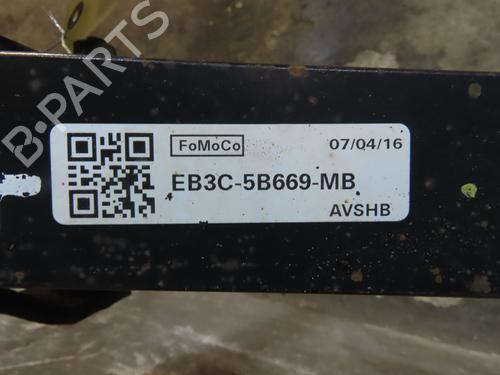 B-PARTS
FoMoCo 07/04/16
EB3C-5B669-MB
AVSHB